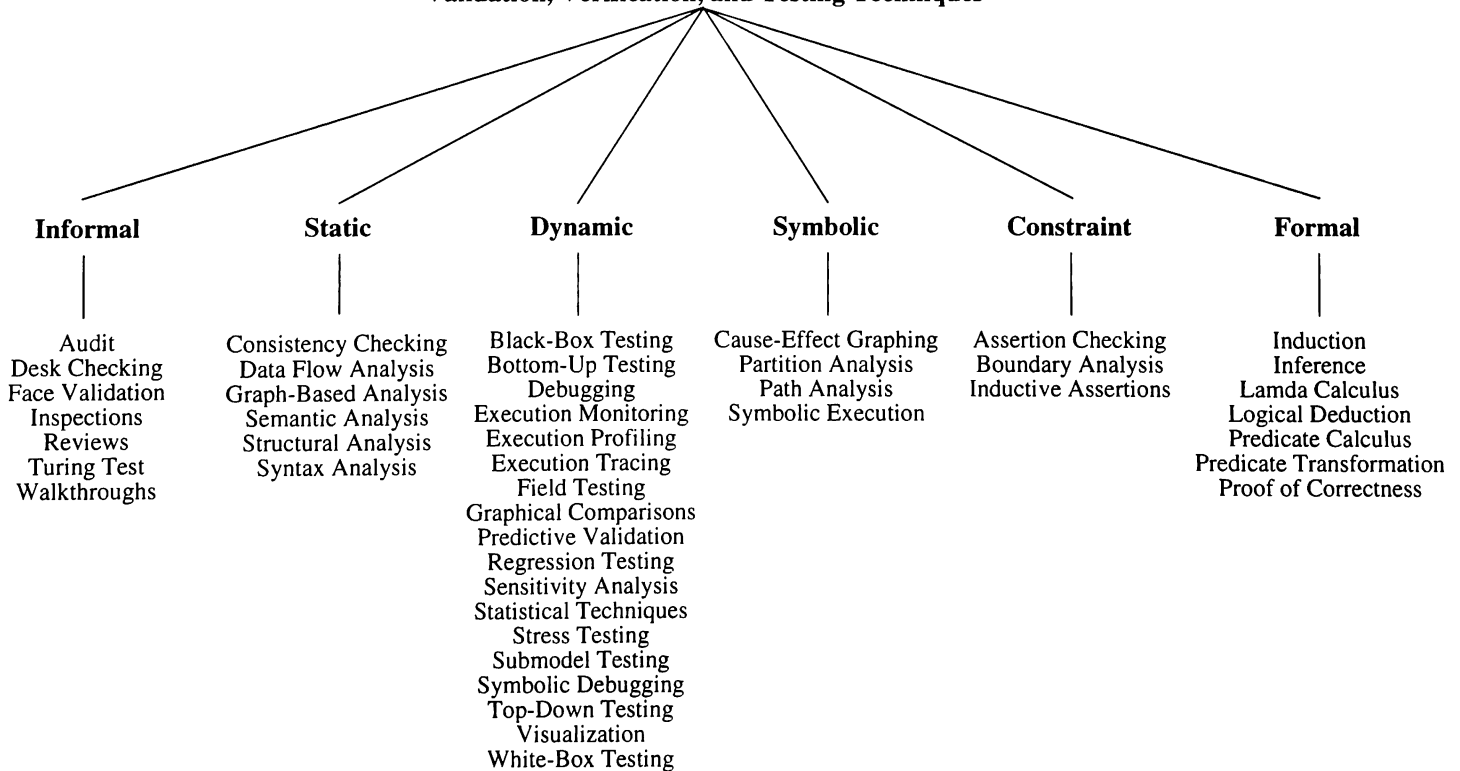 Validation, Verification, and Testing Techniques
Informal
Audit
Desk Checking
Face Validation
Inspections
Reviews
Turing Test
Walkthroughs
Static
Consistency Checking
Data Flow Analysis
Graph-Based Analysis
Semantic Analysis
Structural Analysis
Syntax Analysis
Dynamic
Black-Box Testing
Bottom-Up Testing
Debugging
Execution Monitoring
Execution Profiling
Execution Tracing
Field Testing
Graphical Comparisons
Predictive Validation
Regression Testing
Sensitivity Analysis
Statistical Techniques
Stress Testing
Submodel Testing
Symbolic Debugging
Top-Down Testing
Visualization
White-Box Testing
Symbolic
Cause-Effect Graphing
Partition Analysis
Path Analysis
Symbolic Execution
Constraint
Assertion Checking
Boundary Analysis
Inductive Assertions
Formal
Induction
Inference
Lamda Calculus
Logical Deduction
Predicate Calculus
Predicate Transformation
Proof of Correctness